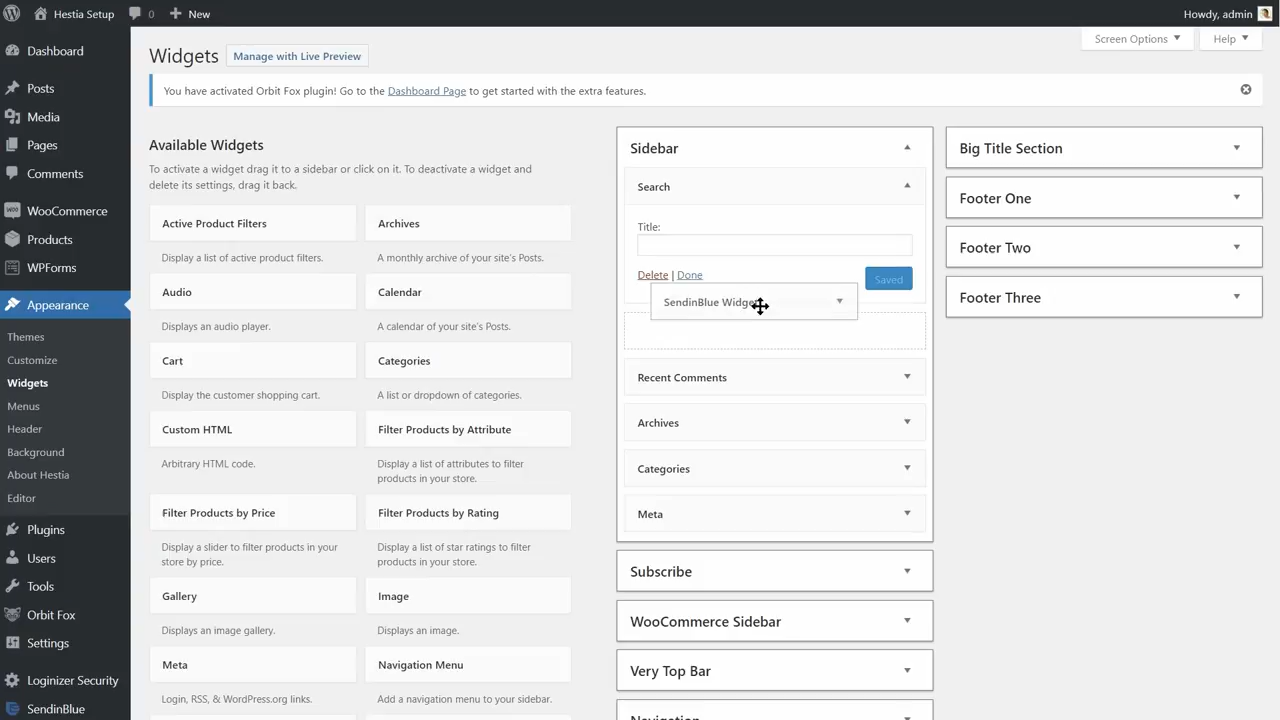 Hestia Setup
0
New
Howdy, admin
Dashboard
Posts
Media
Pages
Comments
WooCommerce
Products
WPForms
Appearance
Themes
Customize
Widgets
Menus
Header
Background
About Hestia
Editor
Plugins
Users
Tools
Orbit Fox
Settings
Loginizer Security
SendinBlue
Screen Options
Help
Widgets
Manage with Live Preview
You have activated Orbit Fox plugin! Go to the Dashboard Page to get started with the extra features.
Available Widgets
To activate a widget drag it to a sidebar or click on it. To deactivate a widget and
delete its settings, drag it back.
Active Product Filters
Display a list of active product filters.
Archives
A monthly archive of your site's Posts.
Audio
Displays an audio player.
Calendar
A calendar of your site's Posts.
Cart
Display the customer shopping cart.
Categories
A list or dropdown of categories.
Custom HTML
Arbitrary HTML code.
Filter Products by Attribute
Display a list of attributes to filter
products in your store.
Filter Products by Price
Display a slider to filter products in your
store by price.
Filter Products by Rating
Display a list of star ratings to filter
products in your store.
Gallery
Displays an image gallery.
Image
Displays an image.
Meta
Login, RSS, & WordPress.org links.
Navigation Menu
Add a navigation menu to your sidebar.
Sidebar
Search
Title:
Delete | Done
Saved
SendinBlue Widget
Recent Comments
Archives
Categories
Meta
Subscribe
WooCommerce Sidebar
Very Top Bar
Navigation
Big Title Section
Footer One
Footer Two
Footer Three